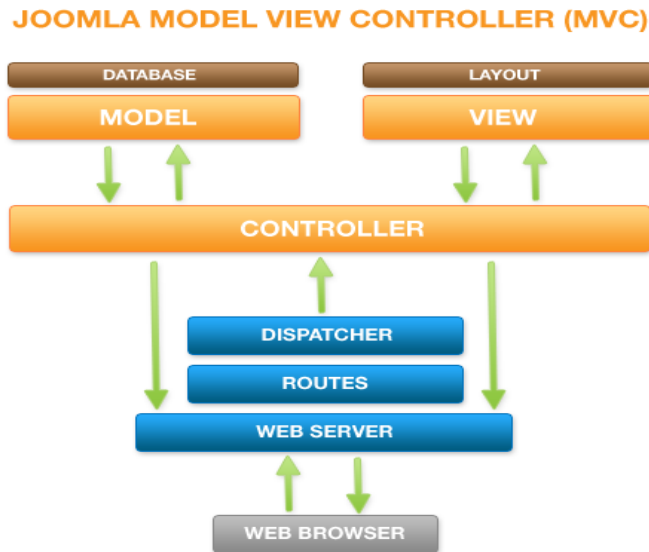 JOOMLA MODEL VIEW CONTROLLER (MVC)
DATABASE
LAYOUT
MODEL
VIEW
CONTROLLER
DISPATCHER
ROUTES
WEB SERVER
WEB BROWSER